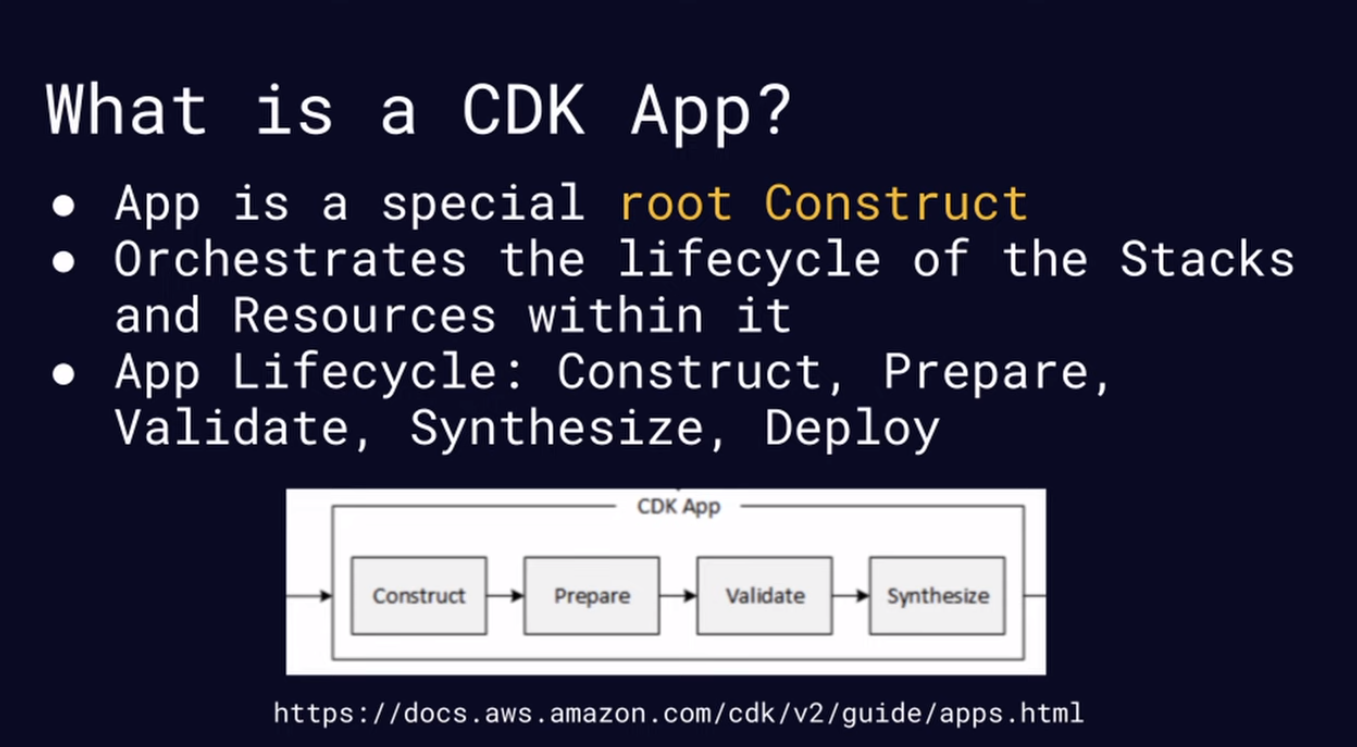 What is a CDK App?
● App is a special root Construct
● Orchestrates the lifecycle of the Stacks
and Resources within it
● App Lifecycle: Construct, Prepare,
Validate, Synthesize, Deploy
CDK App
Construct
Prepare
Validate
Synthesize
https://docs.aws.amazon.com/cdk/v2/guide/apps.html